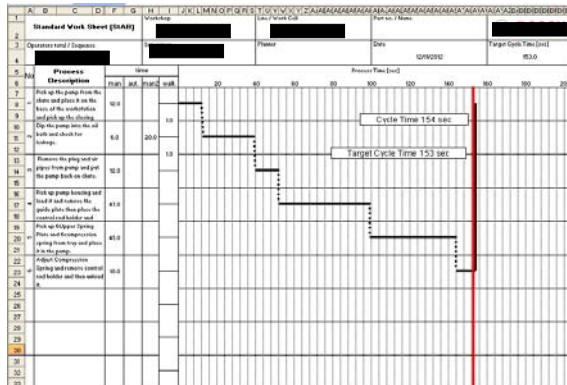 Standard Work Sheet [StAB]
Workshop
Line / Work Cell
Part no. / Name
Operators total / Sequence
Planner
Date
12/11/2012
Target Cycle Time [sec]
153.0
No
Process Description
time
Process Time [sec]
man. aut. man2 walk.
20 40 60 80 100 120 140 160 180
Pick up the pump from the
chute and place it on the
base of the workstation
and pick up the closing
12.0
1.0
Cycle Time 154 sec
Dip the pump into the oil
bath and check for
leakage.
6.0
20.0
1.0
Target Cycle Time 153 sec
Remove the plug and air
pipes from pump and put
the pump back on chute.
12.0
Pick up pump housing and
load it and remove the
guide plate then place the
control rod holder and
47.0
Pick up 6Upper Spring
Plate and 6compression
spring from tray and place
it in the pump.
45.0
Adjust Compression
Spring and remove control
rod holder and then unload
it.
10.0